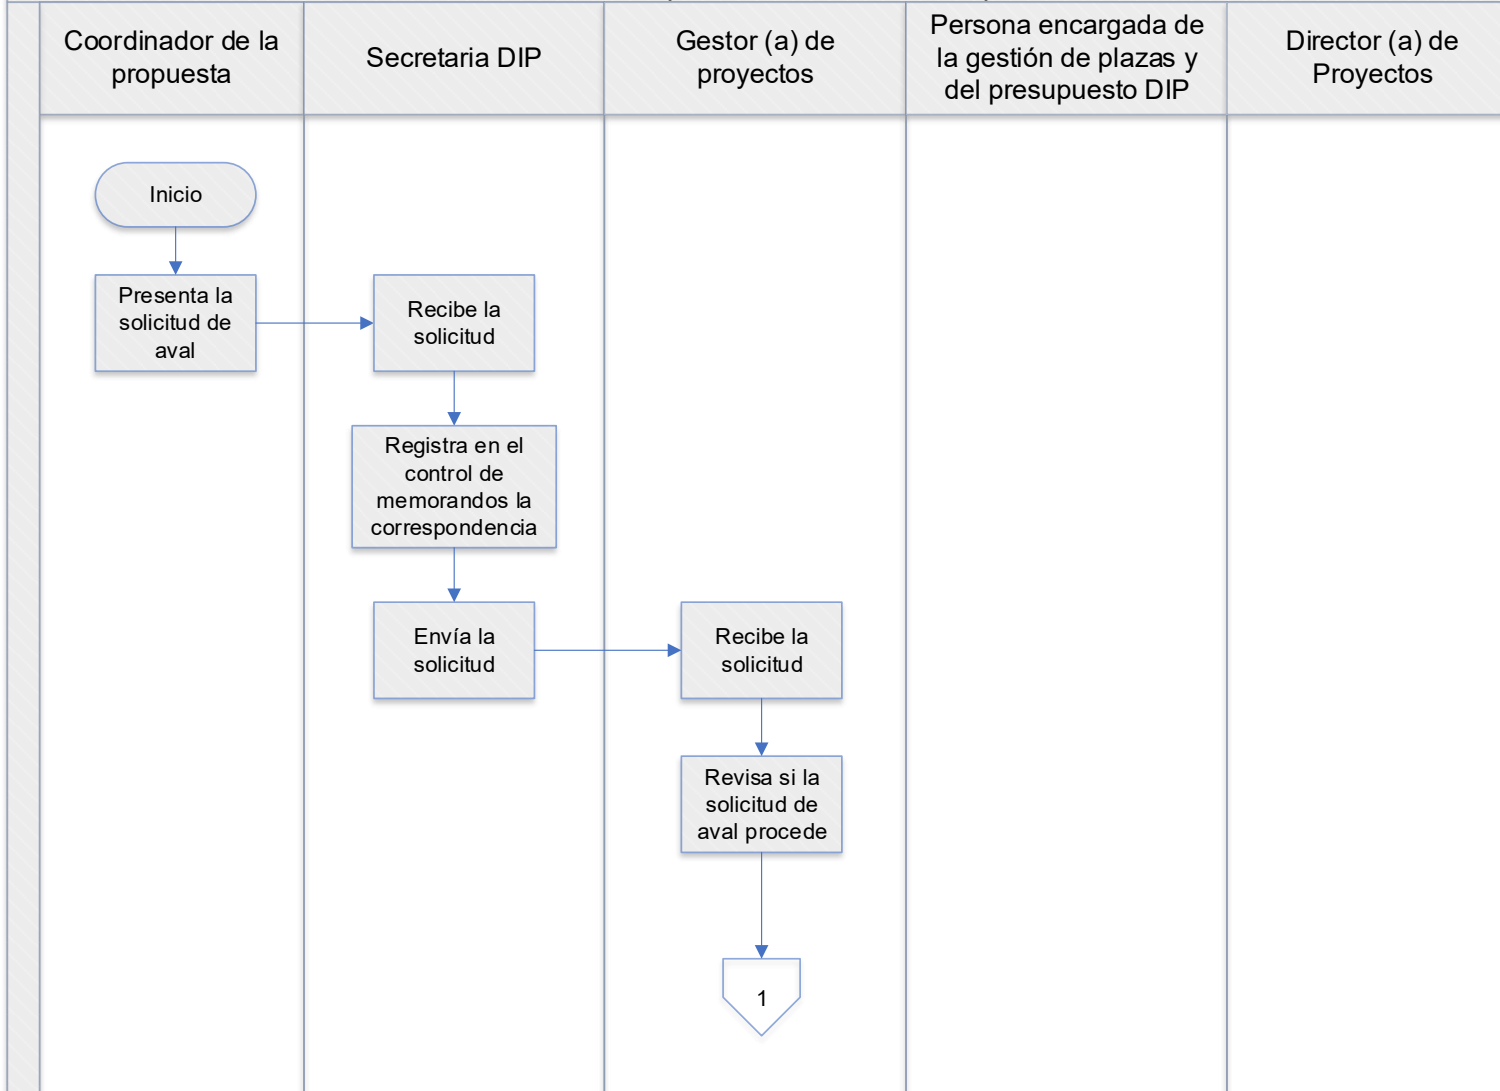 Coordinador de la
propuesta
Secretaria DIP
Gestor (a) de
proyectos
Persona encargada de
la gestión de plazas y
del presupuesto DIP
Director (a) de
Proyectos
Inicio
Presenta la
solicitud de
aval
Recibe la
solicitud
Registra en el
control de
memorandos la
correspondencia
Envía la
solicitud
Recibe la
solicitud
Revisa si la
solicitud de
aval procede
1